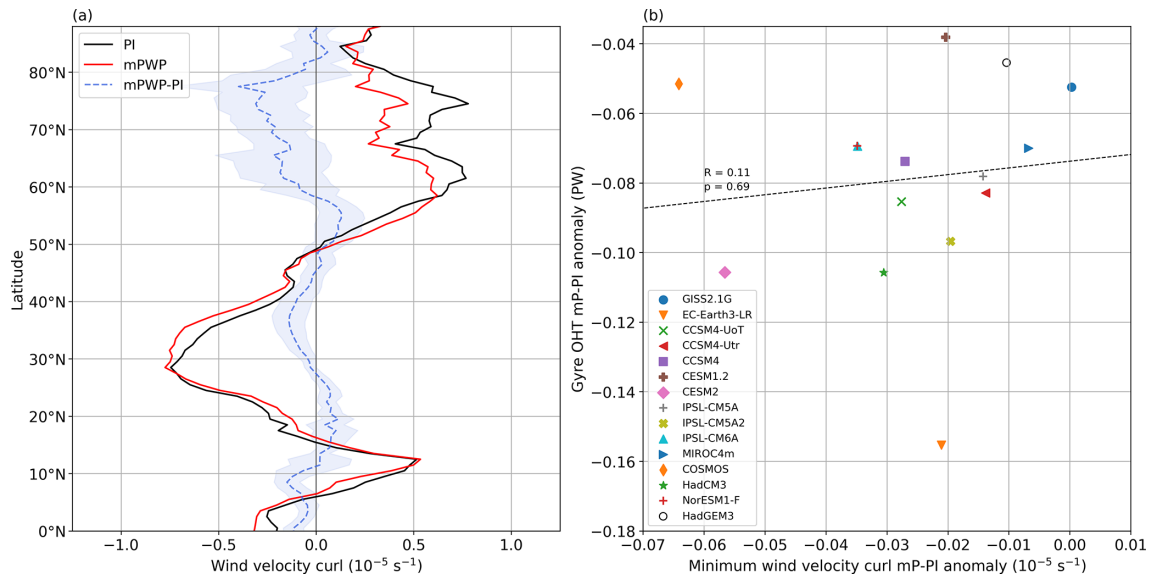 (a)
PI
mPWP
mPWP-PI
80°N
70°N
60°N
50°N
40°N
30°N
20°N
10°N
0°N
Latitude
−1.0
−0.5
0.0
0.5
1.0
Wind velocity curl (10⁻⁵ s⁻¹)
(b)
−0.04
−0.06
−0.08
−0.10
−0.12
−0.14
−0.16
−0.18
Gyre OHT mP-PI anomaly (PW)
R = 0.11
p = 0.69
GISS2.1G
EC-Earth3-LR
CCSM4-UoT
CCSM4-Utr
CCSM4
CESM1.2
CESM2
IPSL-CM5A
IPSL-CM5A2
IPSL-CM6A
MIROC4m
COSMOS
HadCM3
NorESM1-F
HadGEM3
−0.07
−0.06
−0.05
−0.04
−0.03
−0.02
−0.01
0.00
0.01
Minimum wind velocity curl mP-PI anomaly (10⁻⁵ s⁻¹)